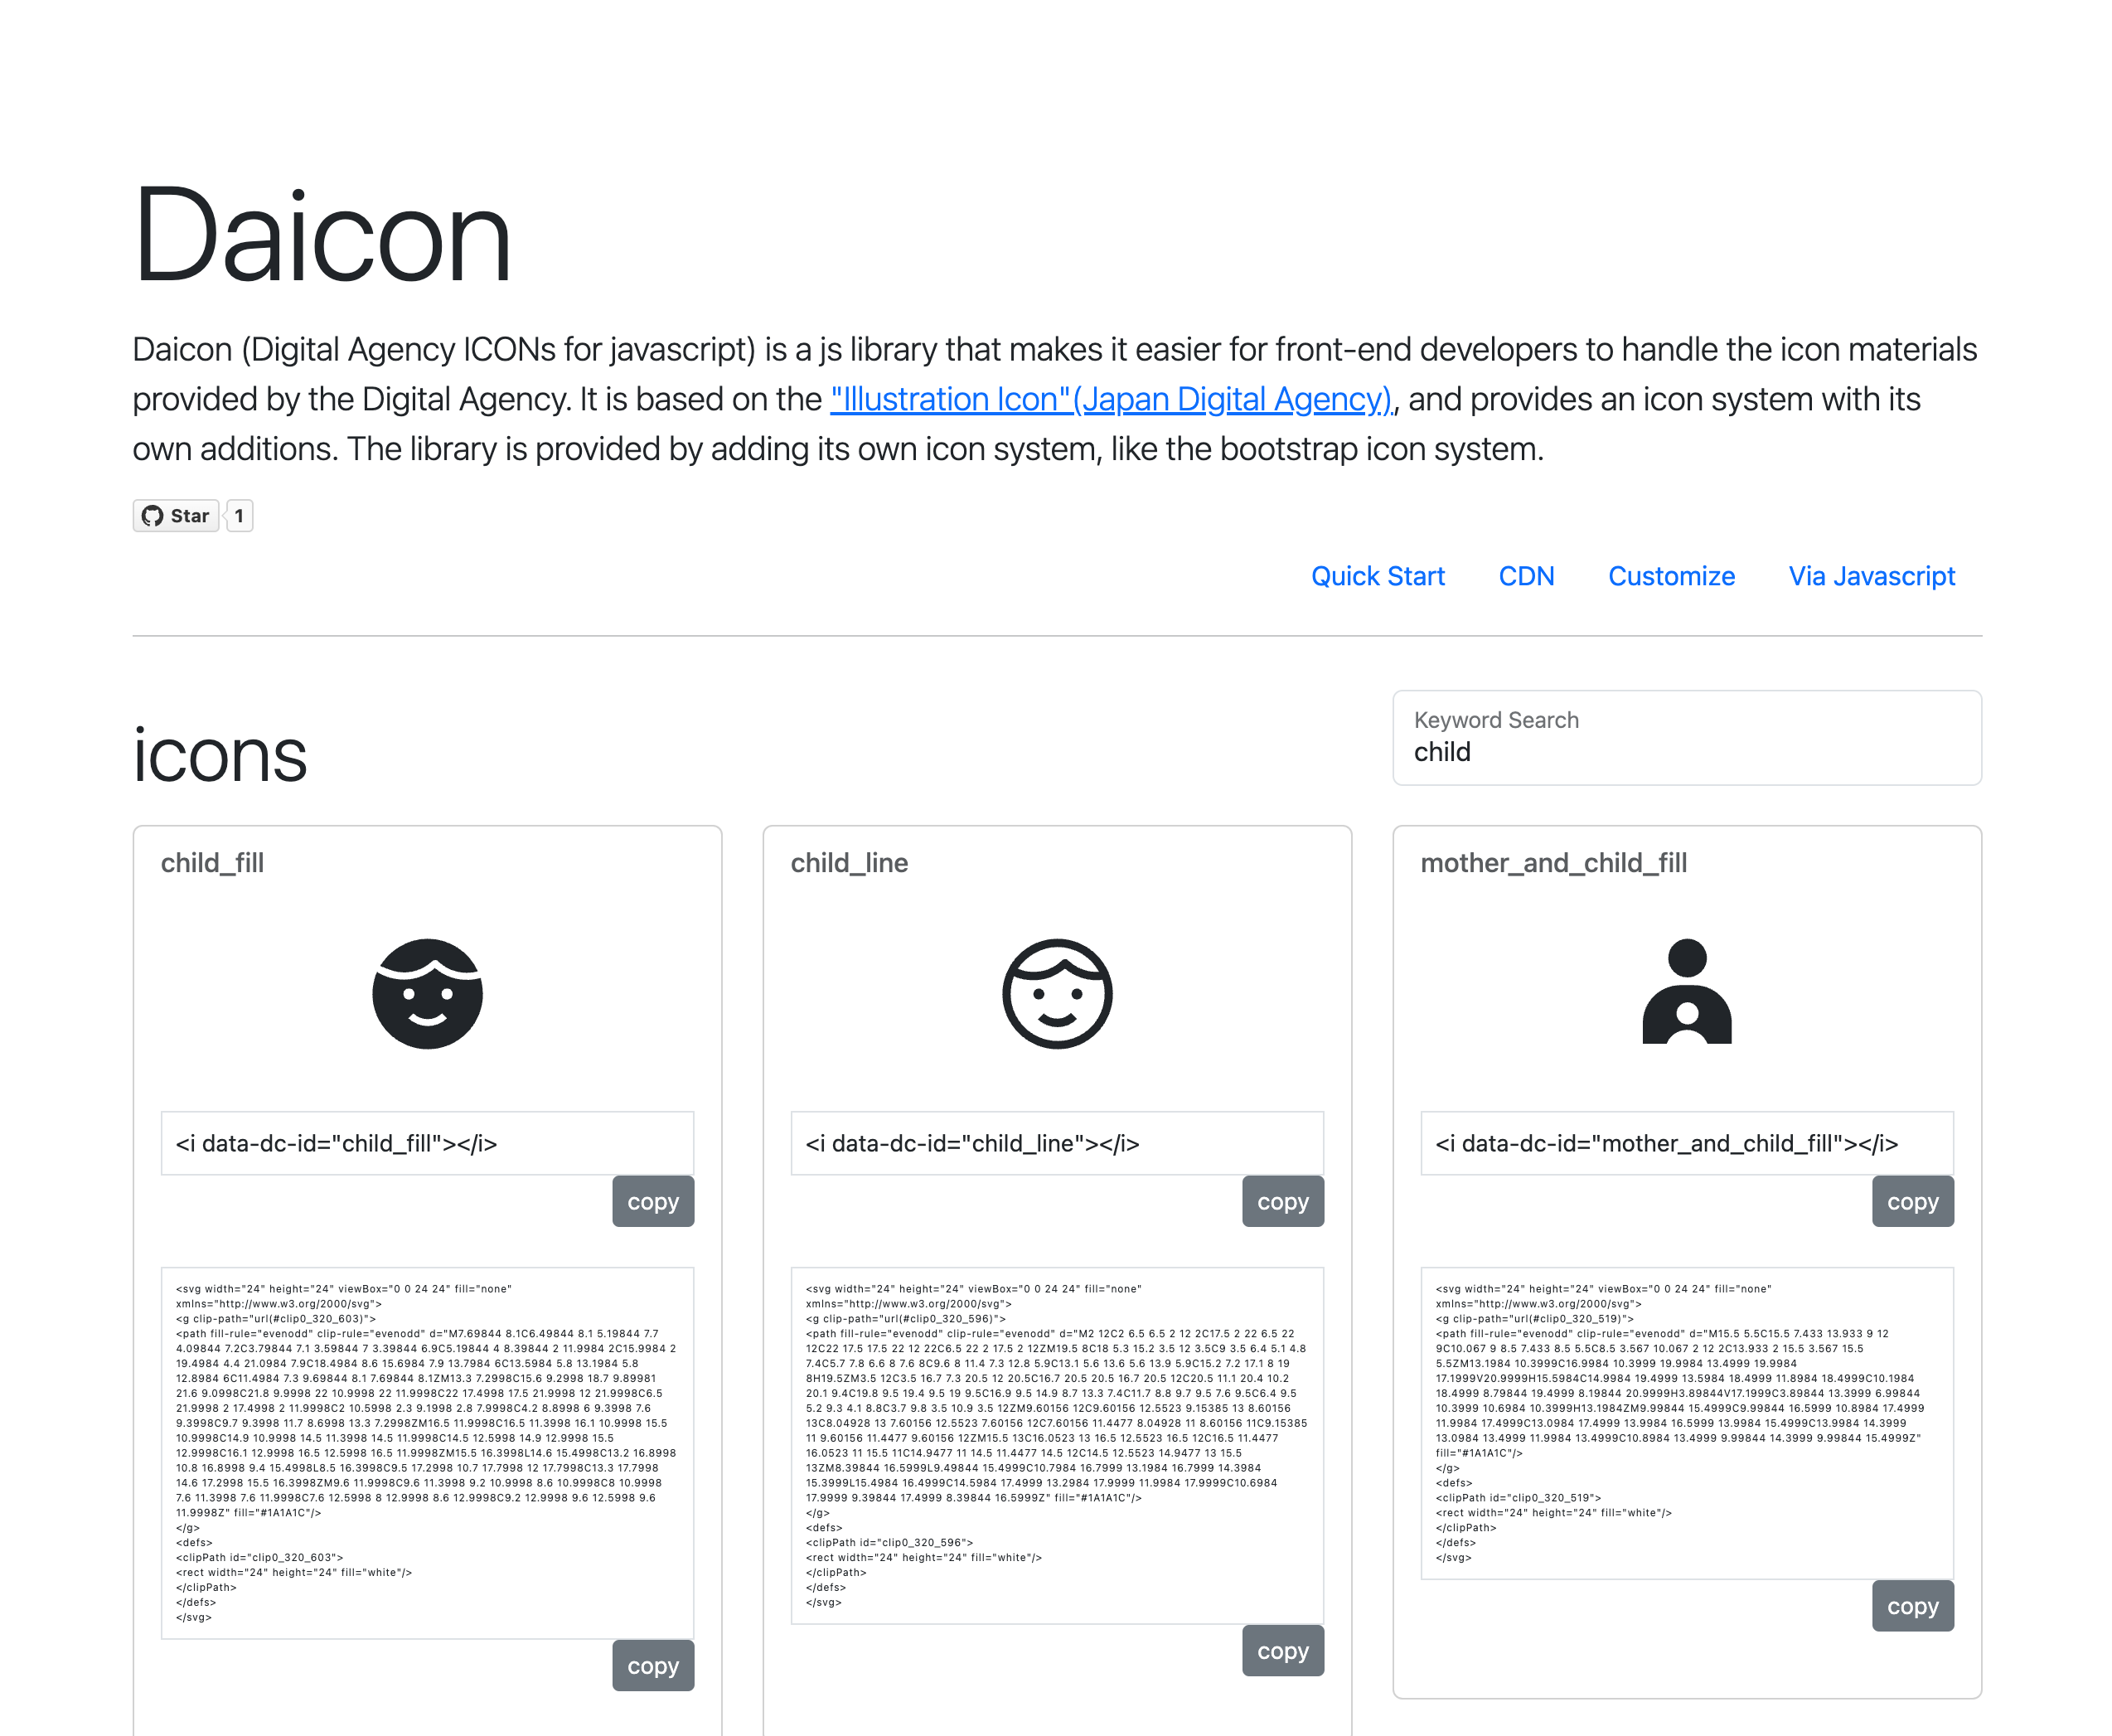 Daicon
Daicon (Digital Agency ICONs for javascript) is a js library that makes it easier for front-end developers to handle the icon materials
provided by the Digital Agency. It is based on the "Illustration Icon"(Japan Digital Agency), and provides an icon system with its
own additions. The library is provided by adding its own icon system, like the bootstrap icon system.
Star 1
Quick Start CDN Customize Via Javascript
icons
Keyword Search
child
child_fill
<i data-dc-id="child_fill"></i>
copy
<svg width="24" height="24" viewBox="0 0 24 24" fill="none"
xmlns="http://www.w3.org/2000/svg">
<g clip-path="url(#clip0_320_603)">
<path fill-rule="evenodd" clip-rule="evenodd" d="M7.69844 8.1C6.49844 8.1 5.19844 7.7
4.09844 7.2C3.79844 7.1 3.59844 7 3.39844 6.9C5.19844 4 8.39844 2 11.9984 2C15.9984 2
19.4984 4.4 21.0984 7.9C18.4984 8.6 15.6984 7.9 13.7984 6C13.5984 5.8 13.1984 5.8
12.8984 6C11.4984 7.3 9.69844 8.1 7.69844 8.1ZM13.3 7.2998C15.6 9.2998 18.7 9.89981
21.6 9.0998C21.8 9.9998 22 10.9998 22 11.9998C22 17.4998 17.5 21.9998 12 21.9998C6.5
21.9998 2 17.4998 2 11.9998C2 10.5998 2.3 9.1998 2.8 7.9998C4.2 8.8998 6 9.3998 7.6
9.3998C9.7 9.3998 11.7 8.6998 13.3 7.2998ZM16.5 11.9998C16.5 11.3998 16.1 10.9998 15.5
10.9998C14.9 10.9998 14.5 11.3998 14.5 11.9998C14.5 12.5998 14.9 12.9998 15.5
12.9998C16.1 12.9998 16.5 12.5998 16.5 11.9998ZM15.5 16.3998L14.6 15.4998C13.2 16.8998
10.8 16.8998 9.4 15.4998L8.5 16.3998C9.5 17.2998 10.7 17.7998 12 17.7998C13.3 17.7998
14.6 17.2998 15.5 16.3998ZM9.6 11.9998C9.6 11.3998 9.2 10.9998 8.6 10.9998C8 10.9998
7.6 11.3998 7.6 11.9998C7.6 12.5998 8 12.9998 8.6 12.9998C9.2 12.9998 9.6 12.5998 9.6
11.9998Z" fill="#1A1A1C"/>
</g>
<defs>
<clipPath id="clip0_320_603">
<rect width="24" height="24" fill="white"/>
</clipPath>
</defs>
</svg>
copy
child_line
<i data-dc-id="child_line"></i>
copy
<svg width="24" height="24" viewBox="0 0 24 24" fill="none"
xmlns="http://www.w3.org/2000/svg">
<g clip-path="url(#clip0_320_596)">
<path fill-rule="evenodd" clip-rule="evenodd" d="M2 12C2 6.5 6.5 2 12 2C17.5 2 22 6.5 22
12C22 17.5 17.5 22 12 22C6.5 22 2 17.5 2 12ZM19.5 8C18 5.3 15.2 3.5 12 3.5C9 3.5 6.4 5.1 4.8
7.4C5.7 7.8 6.6 8 7.6 8C9.6 8 11.4 7.3 12.8 5.9C13.1 5.6 13.6 5.6 13.9 5.9C15.2 7.2 17.1 8 19
8H19.5ZM3.5 12C3.5 16.7 7.3 20.5 12 20.5C16.7 20.5 20.5 16.7 20.5 12C20.5 11.1 20.4 10.2
20.1 9.4C19.8 9.5 19.4 9.5 19 9.5C16.9 9.5 14.9 8.7 13.3 7.4C11.7 8.8 9.7 9.5 7.6 9.5C6.4 9.5
5.2 9.3 4.1 8.8C3.7 9.8 3.5 10.9 3.5 12ZM9.60156 12C9.60156 12.5523 9.15385 13 8.60156
13C8.04928 13 7.60156 12.5523 7.60156 12C7.60156 11.4477 8.04928 11 8.60156 11C9.15385
11 9.60156 11.4477 9.60156 12ZM15.5 13C16.0523 13 16.5 12.5523 16.5 12C16.5 11.4477
16.0523 11 15.5 11C14.9477 11 14.5 11.4477 14.5 12C14.5 12.5523 14.9477 13 15.5
13ZM8.39844 16.5999L9.49844 15.4999C10.7984 16.7999 13.1984 16.7999 14.3984
15.3999L15.4984 16.4999C14.5984 17.4999 13.2984 17.9999 11.9984 17.9999C10.6984
17.9999 9.39844 17.4999 8.39844 16.5999Z" fill="#1A1A1C"/>
</g>
<defs>
<clipPath id="clip0_320_596">
<rect width="24" height="24" fill="white"/>
</clipPath>
</defs>
</svg>
copy
mother_and_child_fill
<i data-dc-id="mother_and_child_fill"></i>
copy
<svg width="24" height="24" viewBox="0 0 24 24" fill="none"
xmlns="http://www.w3.org/2000/svg">
<g clip-path="url(#clip0_320_519)">
<path fill-rule="evenodd" clip-rule="evenodd" d="M15.5 5.5C15.5 7.433 13.933 9 12
9C10.067 9 8.5 7.433 8.5 5.5C8.5 3.567 10.067 2 12 2C13.933 2 15.5 3.567 15.5
5.5ZM13.1984 10.3999C16.9984 10.3999 19.9984 13.4999 19.9984
17.1999V20.9999H15.5984C14.9984 19.4999 13.5984 18.4999 11.8984 18.4999C10.1984
18.4999 8.79844 19.4999 8.19844 20.9999H3.89844V17.1999C3.89844 13.3999 6.99844
10.3999 10.6984 10.3999H13.1984ZM9.99844 15.4999C9.99844 16.5999 10.8984 17.4999
11.9984 17.4999C13.0984 17.4999 13.9984 16.5999 13.9984 15.4999C13.9984 14.3999
13.0984 13.4999 11.9984 13.4999C10.8984 13.4999 9.99844 14.3999 9.99844 15.4999Z"
fill="#1A1A1C"/>
</g>
<defs>
<clipPath id="clip0_320_519">
<rect width="24" height="24" fill="white"/>
</clipPath>
</defs>
</svg>
copy